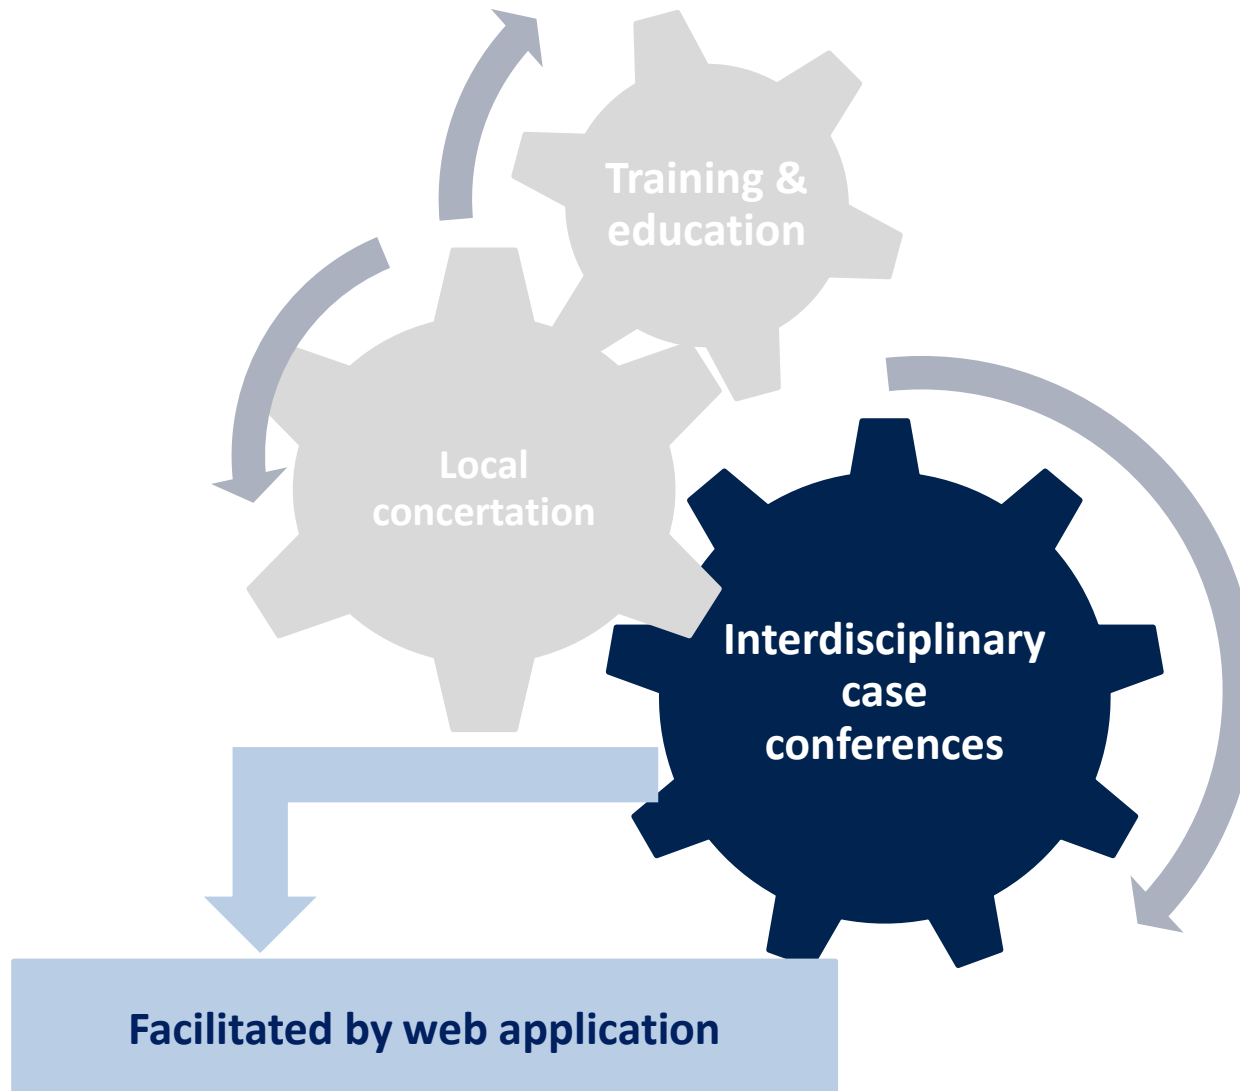 Training &
education
Local
concertation
Interdisciplinary
case
conferences
Facilitated by web application